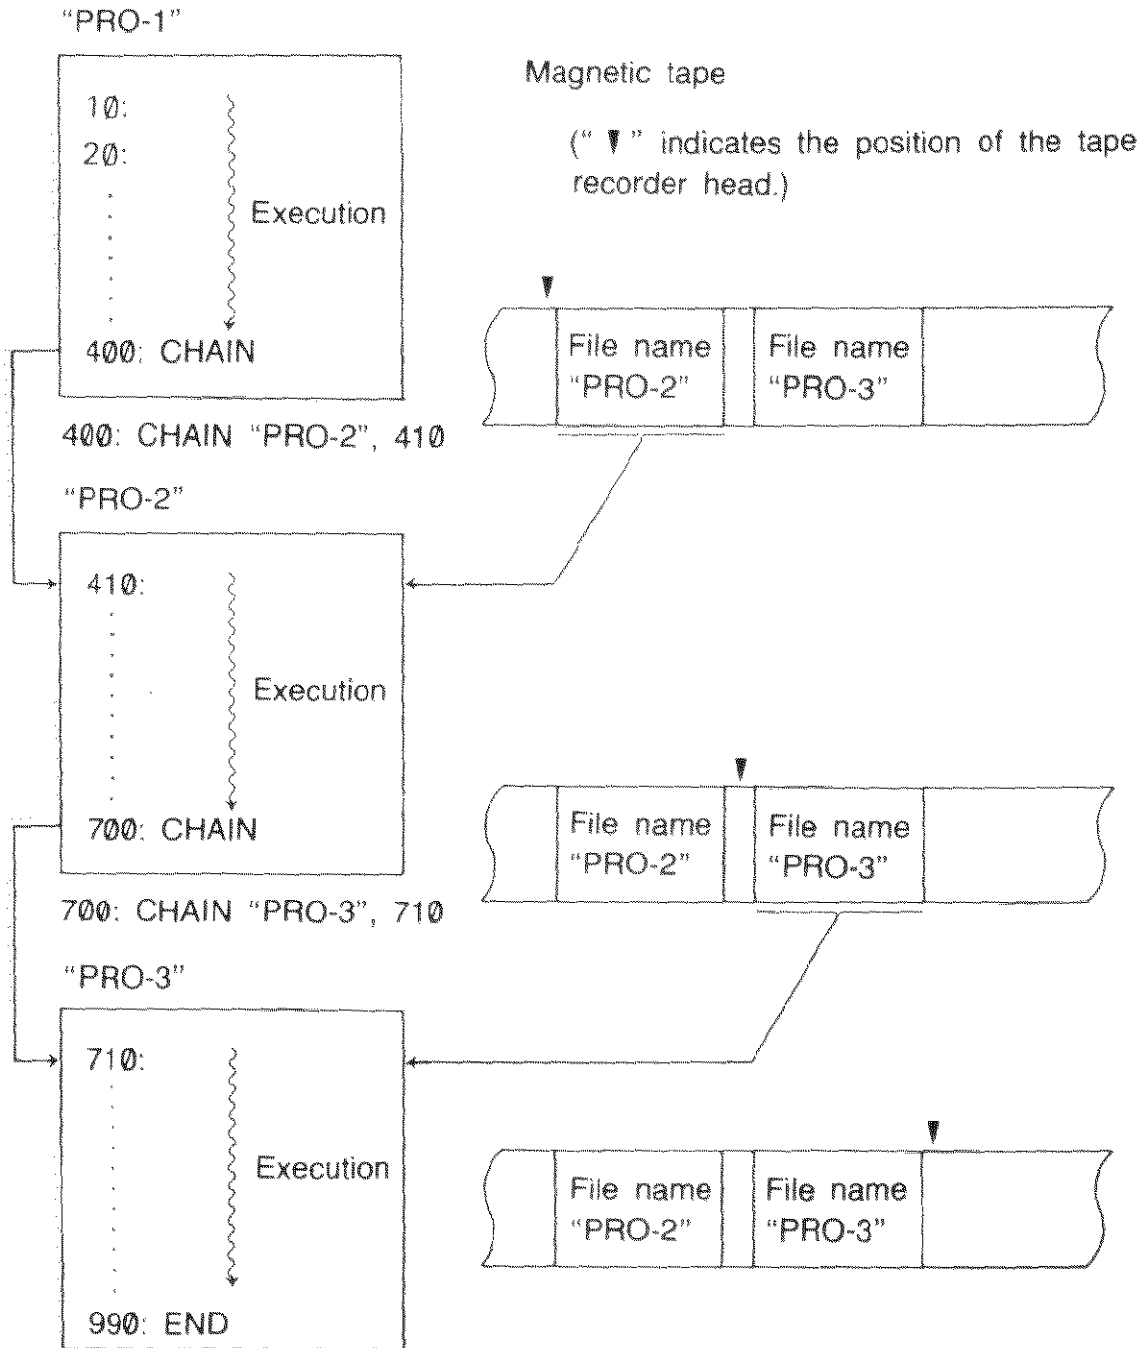 “PRO-1”
10:
20:
Execution
400: CHAIN
400: CHAIN “PRO-2”, 410
Magnetic tape
(“ ▼ ” indicates the position of the tape
recorder head.)
File name
“PRO-2”
File name
“PRO-3”
“PRO-2”
410:
Execution
700: CHAIN
700: CHAIN “PRO-3”, 710
File name
“PRO-2”
File name
“PRO-3”
“PRO-3”
710:
Execution
990: END
File name
“PRO-2”
File name
“PRO-3”